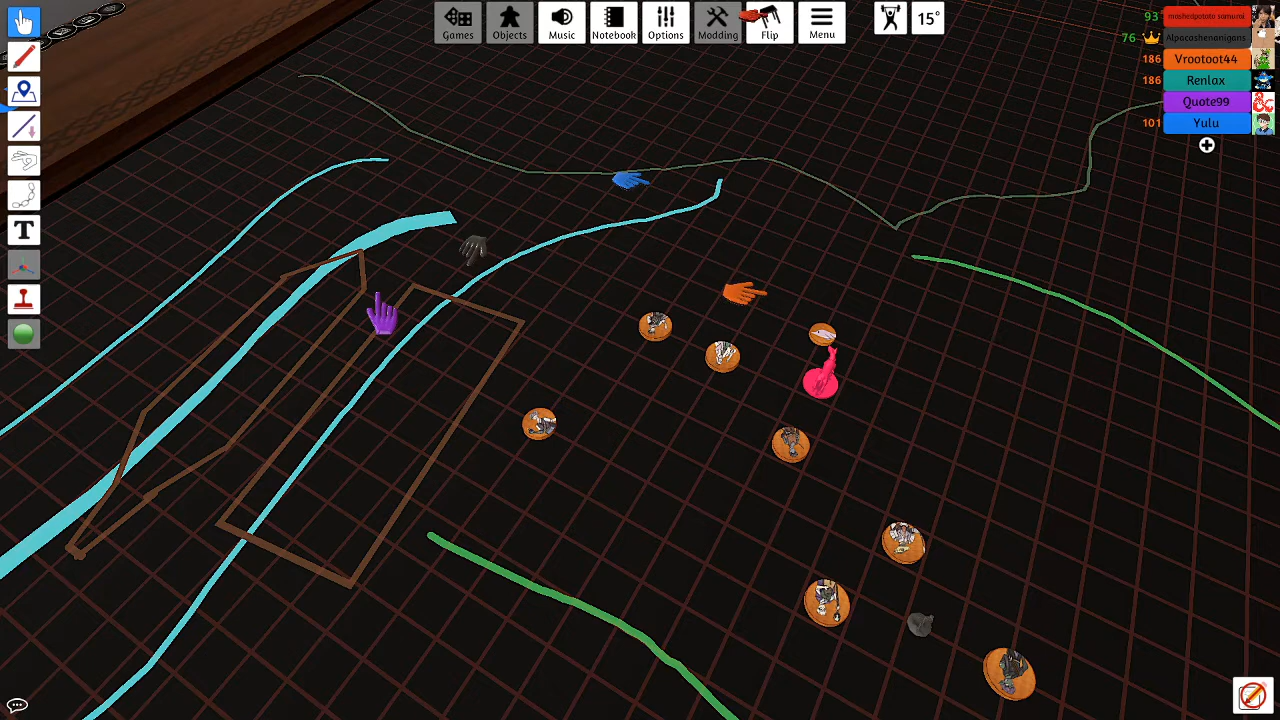 Games
Objects
Music
Notebook
Options
Modding
Flip
Menu
15°
93 mashedpotato samurai
76 Alpacashenanigans
186 Vrootoot44
186 Renlax
Quote99
101 Yulu
T